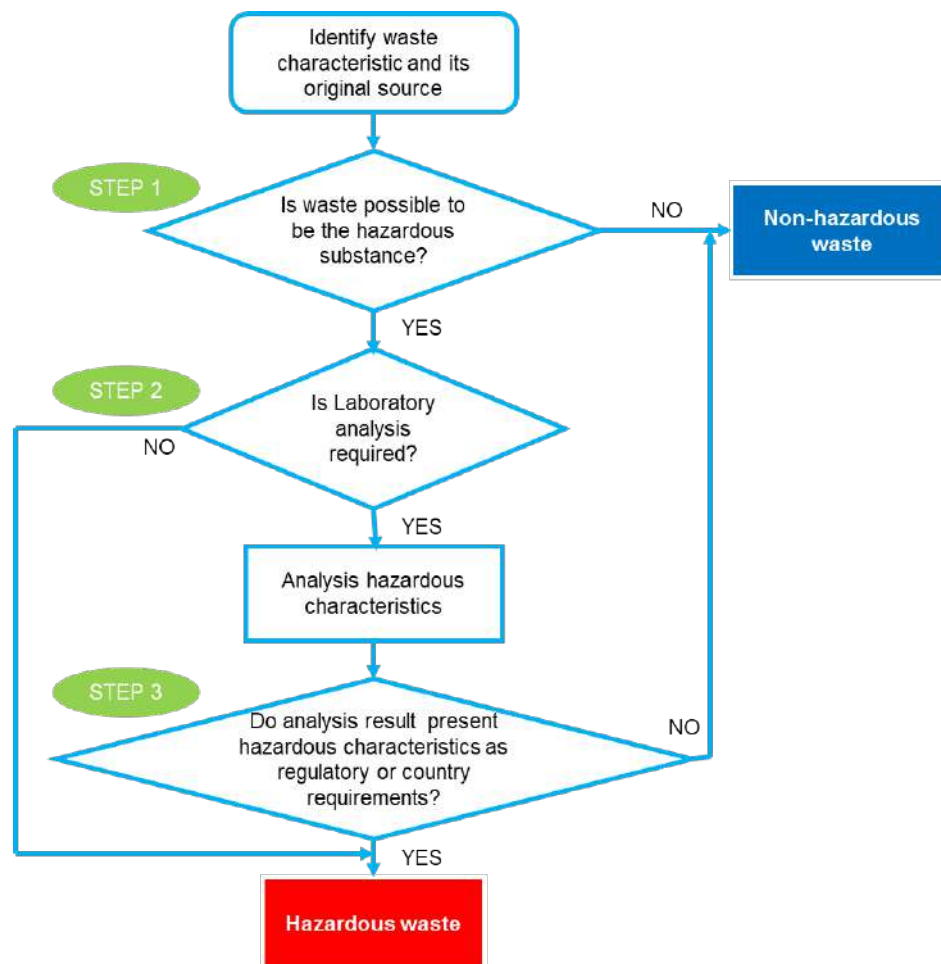 Identify waste
characteristic and its
original source
STEP 1
Is waste possible to
be the hazardous
substance?
NO
Non-hazardous
waste
YES
STEP 2
Is Laboratory
analysis
required?
NO
YES
Analysis hazardous
characteristics
STEP 3
Do analysis result present
hazardous characteristics as
regulatory or country
requirements?
NO
YES
Hazardous waste